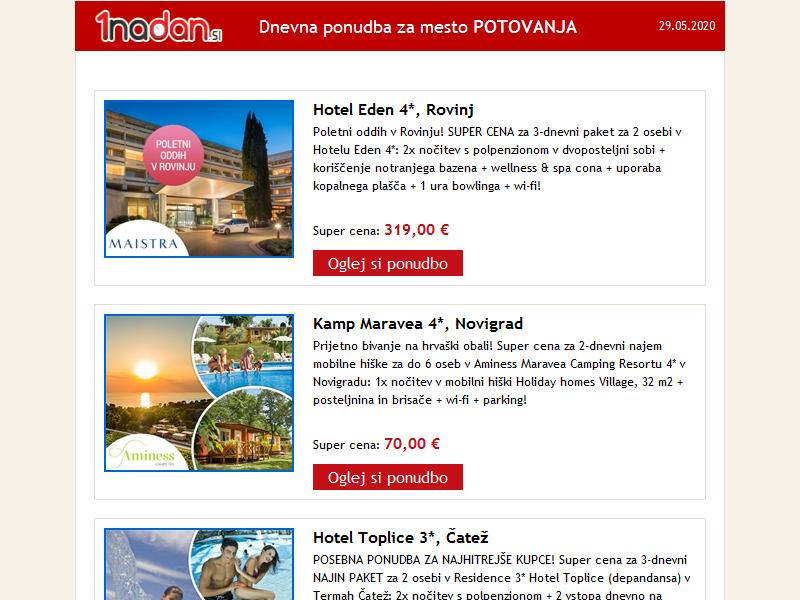 1nadan.si
Dnevna ponudba za mesto POTOVANJA
29.05.2020
POLETNI
ODDIH
V ROVINJU
MAISTRA
Hotel Eden 4*, Rovinj
Poletni oddih v Rovinju! SUPER CENA za 3-dnevni paket za 2 osebi v
Hotelu Eden 4*: 2x nočitev s polpenzionom v dvoposteljni sobi +
koriščenje notranjega bazena + wellness & spa cona + uporaba
kopalnega plašča + 1 ura bowlinga + wi-fi!
Super cena: 319,00 €
Oglej si ponudbo
Aminess
Kamp Maravea 4*, Novigrad
Prijetno bivanje na hrvaški obali! Super cena za 2-dnevni najem
mobilne hiške za do 6 oseb v Aminess Maravea Camping Resortu 4* v
Novigradu: 1x nočitev v mobilni hiški Holiday homes Village, 32 m2 +
posteljnina in brisače + wi-fi + parking!
Super cena: 70,00 €
Oglej si ponudbo
Hotel Toplice 3*, Čatež
POSEBNA PONUDBA ZA NAJHITREJŠE KUPCE! Super cena za 3-dnevni
NAJIN PAKET za 2 osebi v Residence 3* Hotel Toplice (depandansa) v
Termah Čatež: 2x nočitev s polpenzionom + 2 vstopa dnevno na